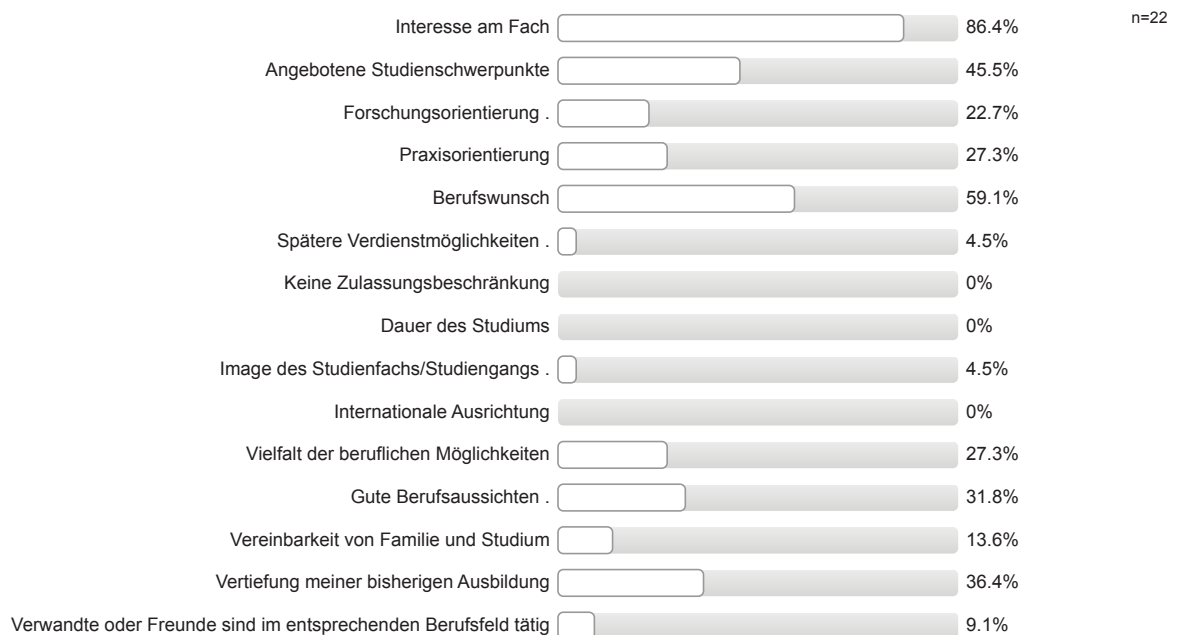 Interesse am Fach 86.4% n=22
Angebotene Studienschwerpunkte 45.5%
Forschungsorientierung . 22.7%
Praxisorientierung 27.3%
Berufswunsch 59.1%
Spätere Verdienstmöglichkeiten . 4.5%
Keine Zulassungsbeschränkung 0%
Dauer des Studiums 0%
Image des Studienfachs/Studiengangs . 4.5%
Internationale Ausrichtung 0%
Vielfalt der beruflichen Möglichkeiten 27.3%
Gute Berufsaussichten . 31.8%
Vereinbarkeit von Familie und Studium 13.6%
Vertiefung meiner bisherigen Ausbildung 36.4%
Verwandte oder Freunde sind im entsprechenden Berufsfeld tätig 9.1%